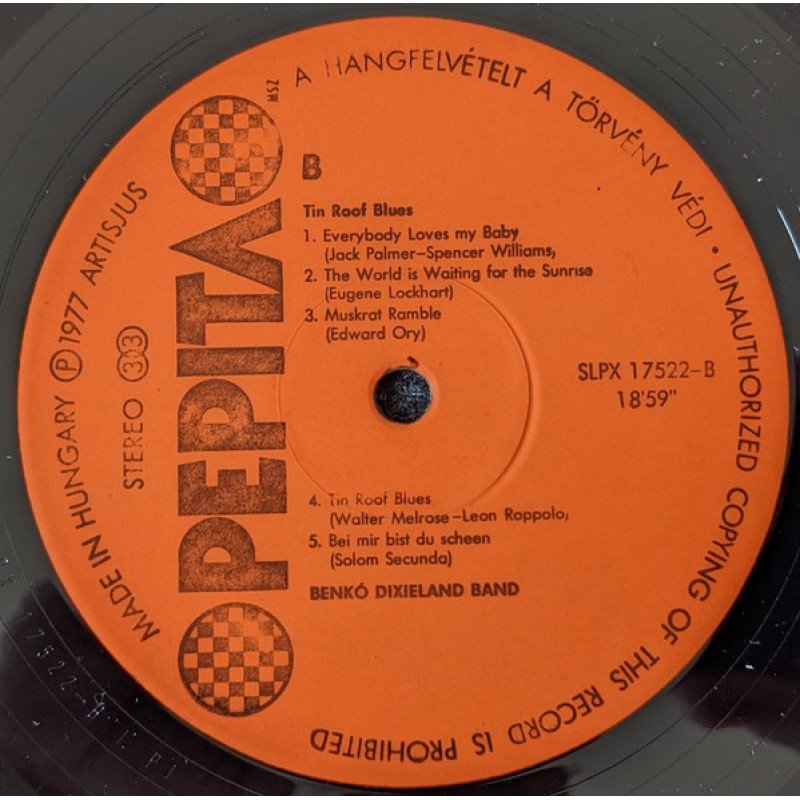 A HANGFELVÉTELT A TÖRVÉNY VÉDI • UNAUTHORIZED COPYING OF THIS RECORD IS PROHIBITED
MADE IN HUNGARY Ⓟ 1977 ARTISJUS
STEREO 33
PEPITA
MSZ
B
Tin Roof Blues
1. Everybody Loves my Baby
(Jack Palmer–Spencer Williams,
2. The World is Waiting for the Sunrise
(Eugene Lockhart)
3. Muskrat Ramble
(Edward Ory)
SLPX 17522–B
18'59"
4. Tin Roof Blues
(Walter Melrose–Leon Roppolo,
5. Bei mir bist du scheen
(Solom Secunda)
BENKÓ DIXIELAND BAND